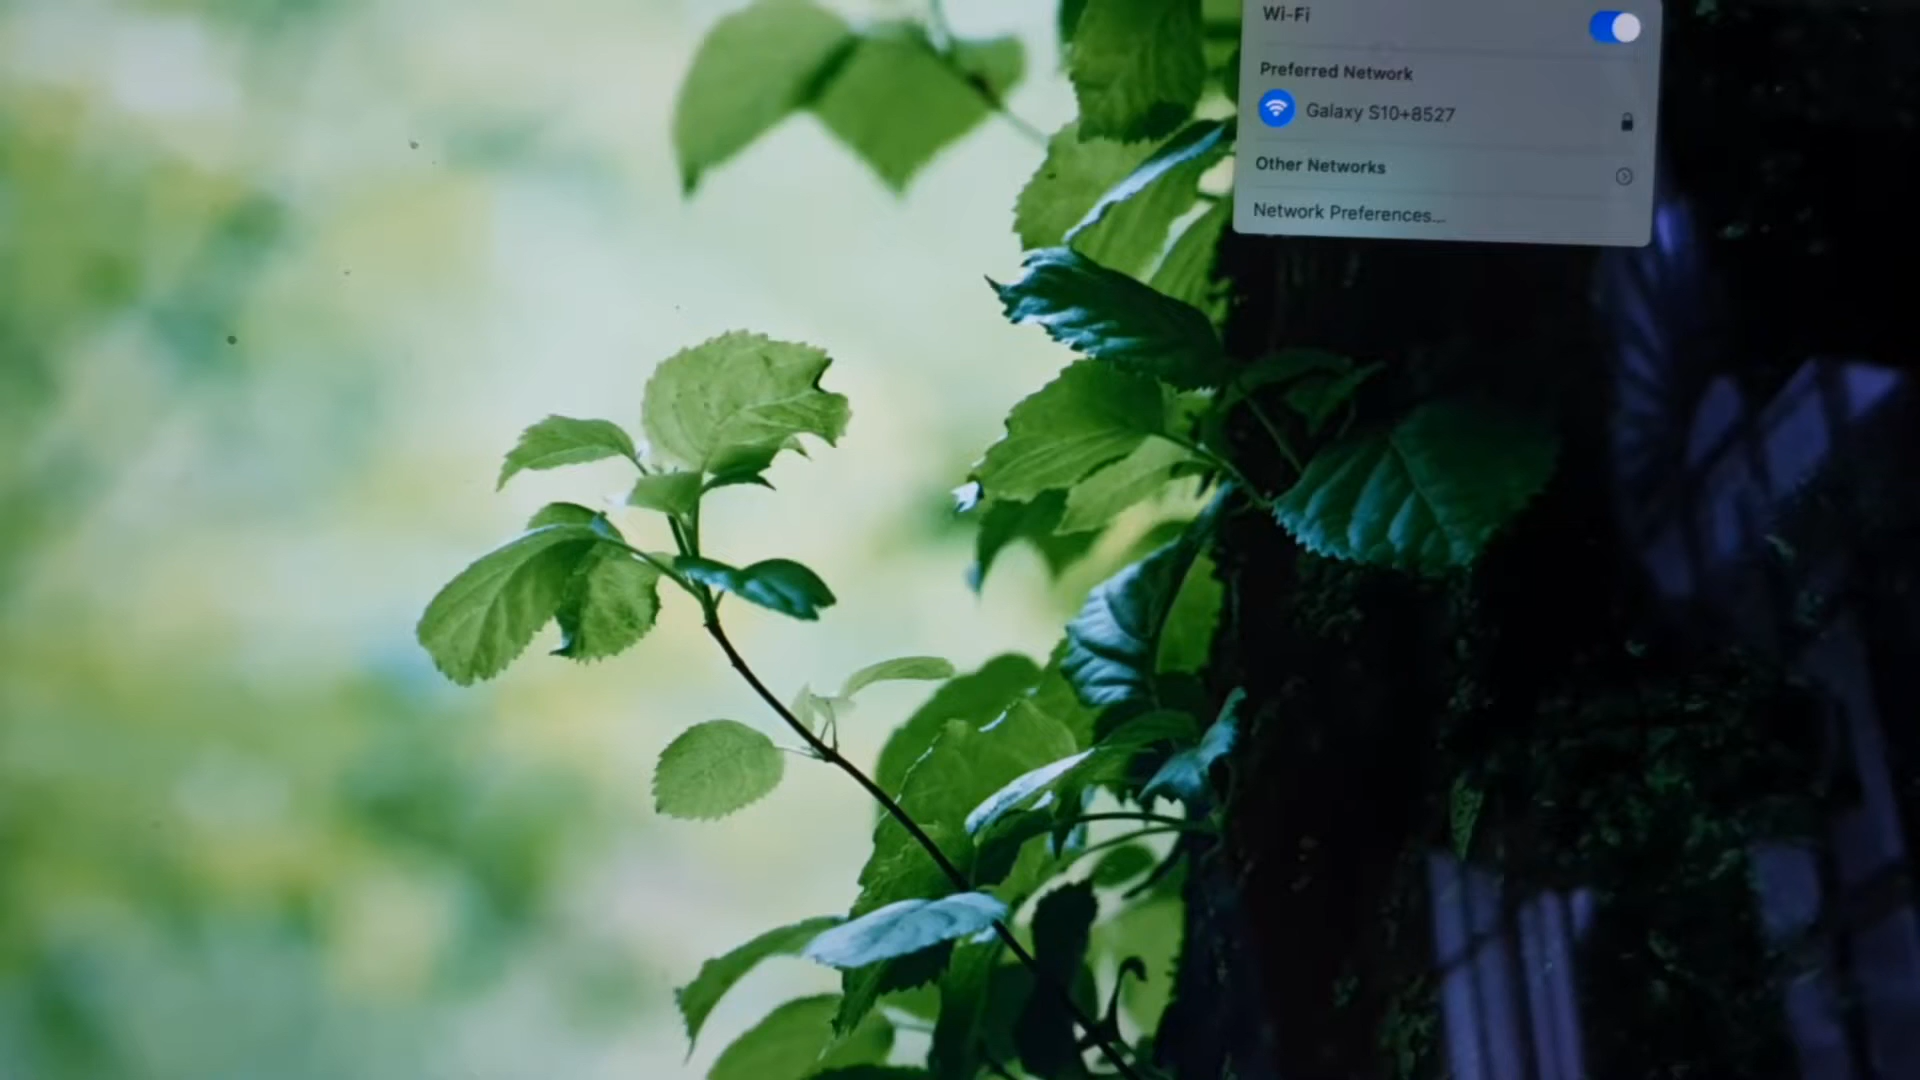 Wi-Fi
Preferred Network
Galaxy S10+8527
Other Networks
Network Preferences...